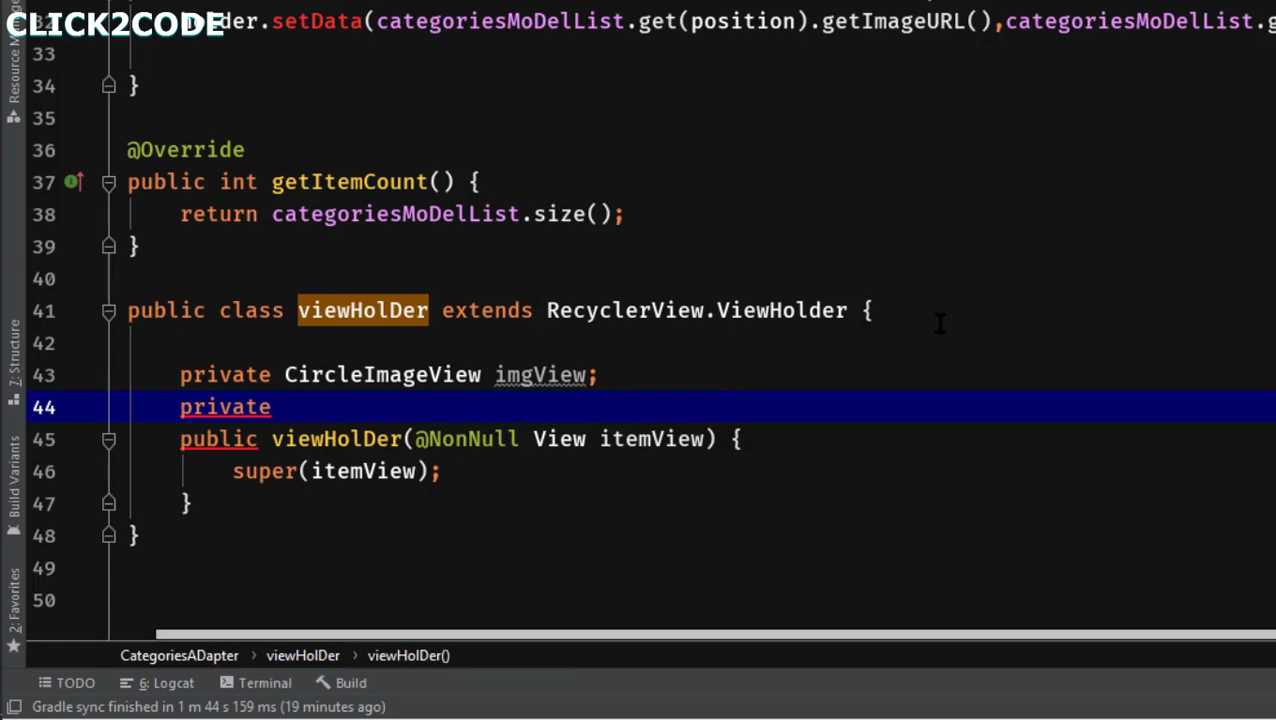 CLICK2CODE
.setData(categoriesMoDelList.get(position).getImageURL(),categoriesMoDelList.g
33
34 }
35
36 @Override
37 public int getItemCount() {
38 return categoriesMoDelList.size();
39 }
40
41 public class viewHolDer extends RecyclerView.ViewHolder {
42
43 private CircleImageView imgView;
44 private
45 public viewHolDer(@NonNull View itemView) {
46 super(itemView);
47 }
48 }
49
50
Resource
7: Structure
Build Variants
2: Favorites
CategoriesADapter > viewHolDer > viewHolDer()
TODO 6: Logcat Terminal Build
Gradle sync finished in 1 m 44 s 159 ms (19 minutes ago)